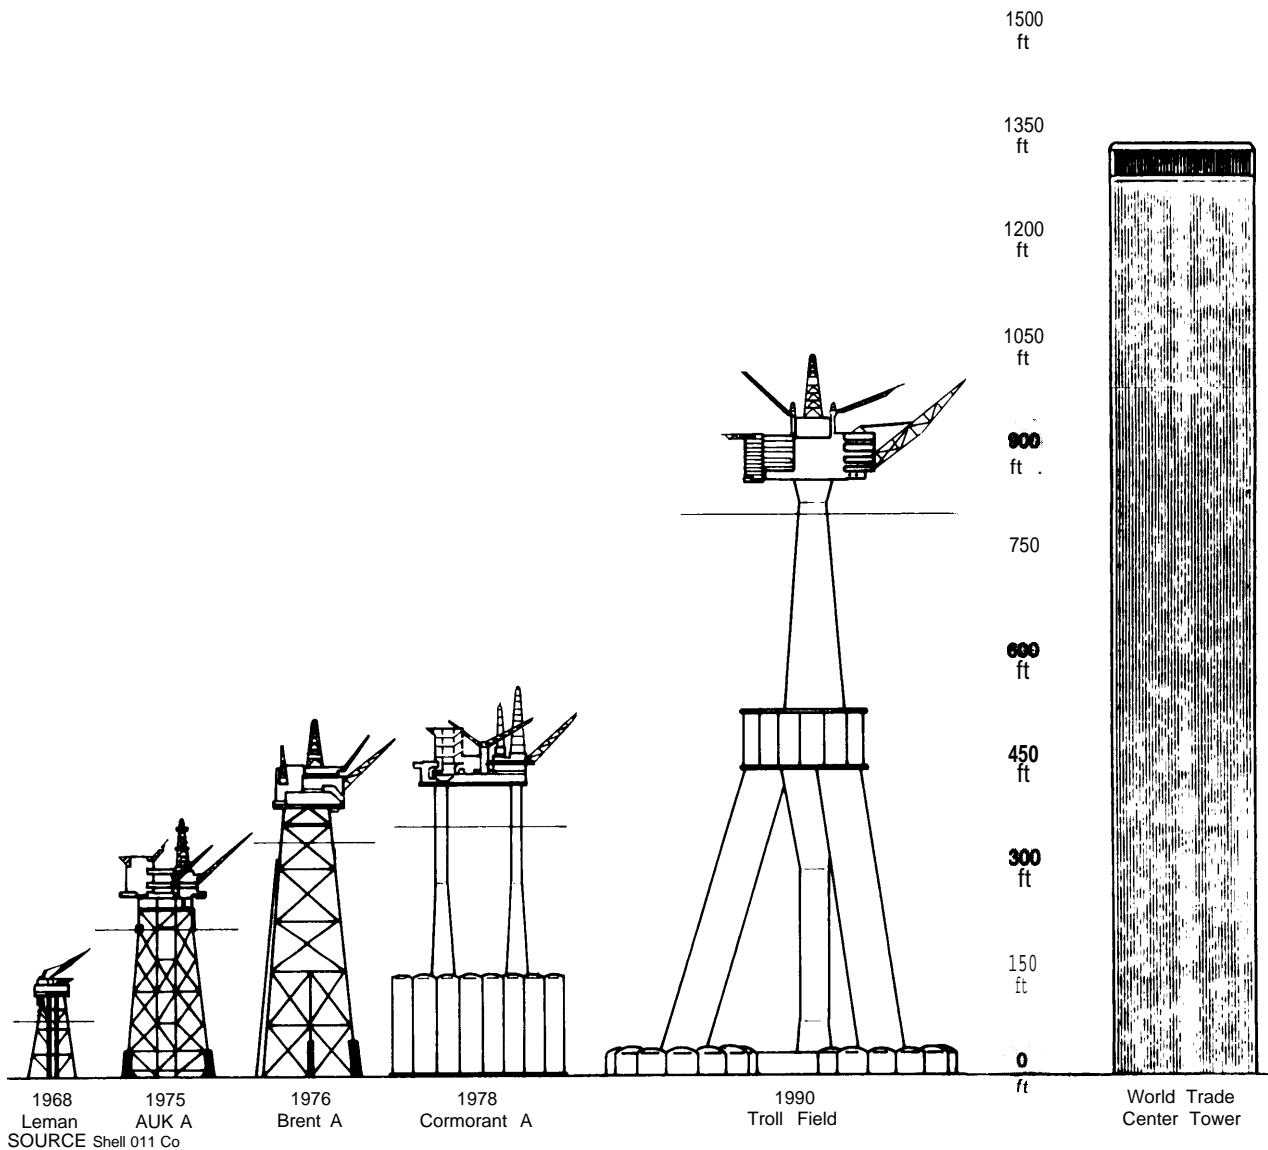 1500
ft
1350
ft
1200
ft
1050
ft
900
ft .
750
600
ft
450
ft
300
ft
150
ft
0
ft
1968
Leman
1975
AUK A
1976
Brent A
1978
Cormorant A
1990
Troll Field
World Trade
Center Tower
SOURCE Shell 011 Co